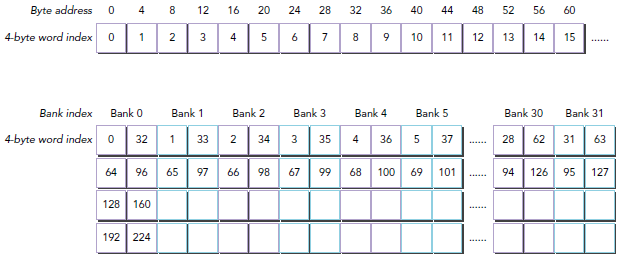 Byte address 0 4 8 12 16 20 24 28 32 36 40 44 48 52 56 60
4-byte word index 0 1 2 3 4 5 6 7 8 9 10 11 12 13 14 15 ......
Bank index Bank 0 Bank 1 Bank 2 Bank 3 Bank 4 Bank 5 Bank 30 Bank 31
4-byte word index 0 32 1 33 2 34 3 35 4 36 5 37 ...... 28 62 31 63
64 96 65 97 66 98 67 99 68 100 69 101 ...... 94 126 95 127
128 160 ......
192 224 ......